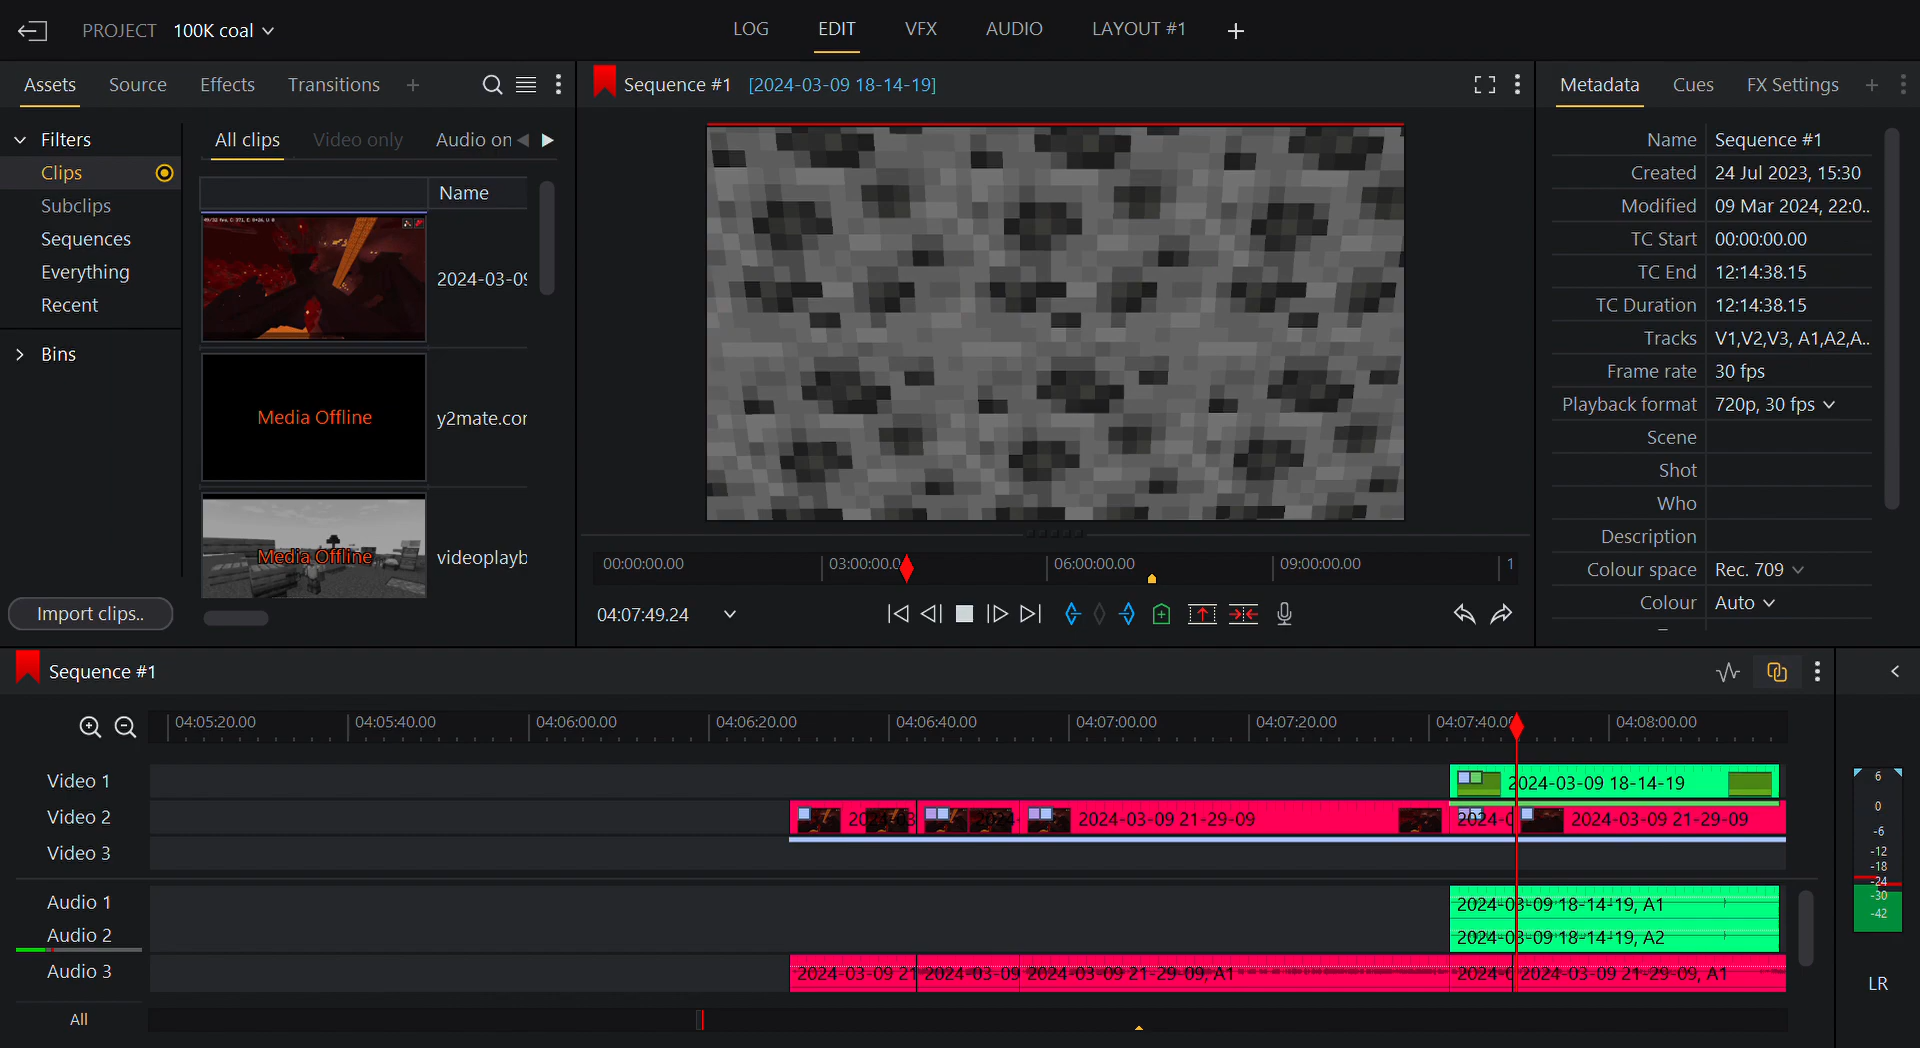 PROJECT 100K coal
LOG EDIT VFX AUDIO LAYOUT #1 +
Assets Source Effects Transitions +
Filters
Clips
Subclips
Sequences
Everything
Recent
Bins
Import clips..
All clips Video only Audio on
Name
2024-03-09
Media Offline
y2mate.cor
Media Offline
videoplayb
Sequence #1 [2024-03-09 18-14-19]
00:00:00.00 03:00:00.0 06:00:00.00 09:00:00.00 1
04:07:49.24
Metadata Cues FX Settings +
Name Sequence #1
Created 24 Jul 2023, 15:30
Modified 09 Mar 2024, 22:0..
TC Start 00:00:00.00
TC End 12:14:38.15
TC Duration 12:14:38.15
Tracks V1,V2,V3, A1,A2,A..
Frame rate 30 fps
Playback format 720p, 30 fps
Scene
Shot
Who
Description
Colour space Rec. 709
Colour Auto
Sequence #1
04:05:20.00 04:05:40.00 04:06:00.00 04:06:20.00 04:06:40.00 04:07:00.00 04:07:20.00 04:07:40.00 04:08:00.00
Video 1 2024-03-09 18-14-19
Video 2 2024-03-09 21-29-09 2024-0 2024-03-09 21-29-09
Video 3
Audio 1 2024-03-09 18-14-19, A1
Audio 2 2024-03-09 18-14-19, A2
Audio 3 2024-03-09 21 2024-03-09 2024-03-09 21-29-09, A1 2024-0 2024-03-09 21-29-09, A1
All
6
0
-6
-12
-18
-24
-30
-42
LR